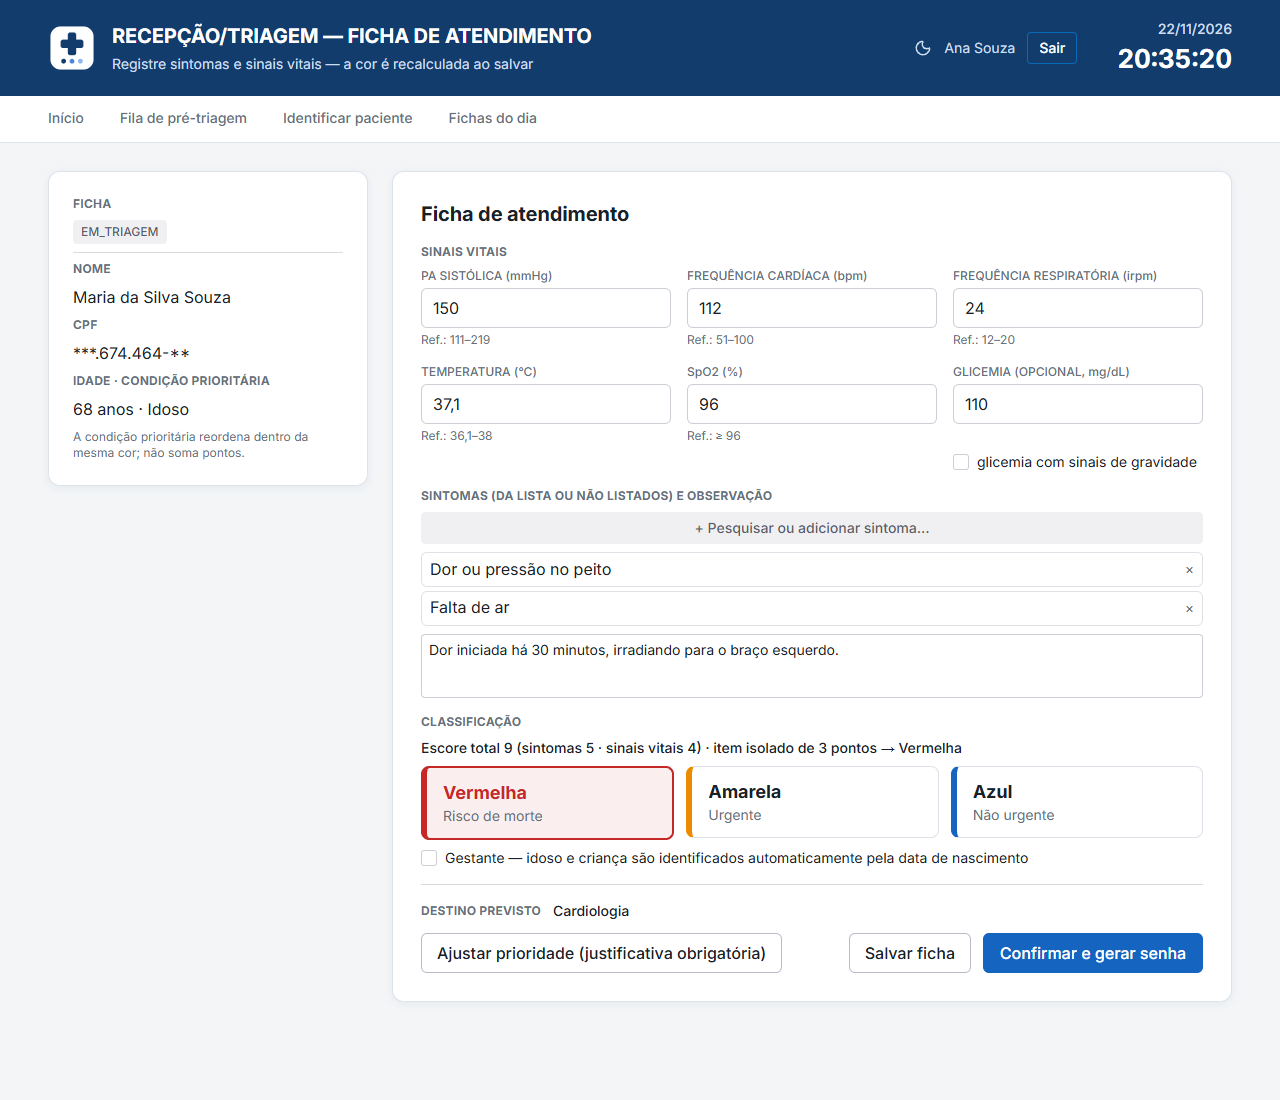 RECEPÇÃO/TRIAGEM — FICHA DE ATENDIMENTO
Registre sintomas e sinais vitais — a cor é recalculada ao salvar
Ana Souza
Sair
22/11/2026
20:35:20
Início
Fila de pré-triagem
Identificar paciente
Fichas do dia
FICHA
EM_TRIAGEM
NOME
Maria da Silva Souza
CPF
***.674.464-**
IDADE · CONDIÇÃO PRIORITÁRIA
68 anos · Idoso
A condição prioritária reordena dentro da
mesma cor; não soma pontos.
Ficha de atendimento
SINAIS VITAIS
PA SISTÓLICA (mmHg)
150
Ref.: 111–219
FREQUÊNCIA CARDÍACA (bpm)
112
Ref.: 51–100
FREQUÊNCIA RESPIRATÓRIA (irpm)
24
Ref.: 12–20
TEMPERATURA (°C)
37,1
Ref.: 36,1–38
SpO2 (%)
96
Ref.: ≥ 96
GLICEMIA (OPCIONAL, mg/dL)
110
glicemia com sinais de gravidade
SINTOMAS (DA LISTA OU NÃO LISTADOS) E OBSERVAÇÃO
+ Pesquisar ou adicionar sintoma...
Dor ou pressão no peito ×
Falta de ar ×
Dor iniciada há 30 minutos, irradiando para o braço esquerdo.
CLASSIFICAÇÃO
Escore total 9 (sintomas 5 · sinais vitais 4) · item isolado de 3 pontos → Vermelha
Vermelha
Risco de morte
Amarela
Urgente
Azul
Não urgente
Gestante — idoso e criança são identificados automaticamente pela data de nascimento
DESTINO PREVISTO Cardiologia
Ajustar prioridade (justificativa obrigatória)
Salvar ficha
Confirmar e gerar senha